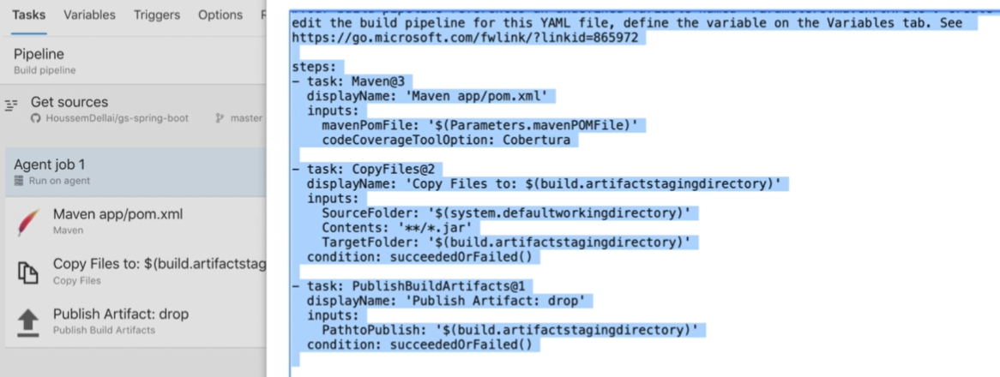 Tasks Variables Triggers Options
Pipeline
Build pipeline
Get sources
HoussemDellai/gs-spring-boot master
Agent job 1
Run on agent
Maven app/pom.xml
Maven
Copy Files to: $(build.artifactstag
Copy Files
Publish Artifact: drop
Publish Build Artifacts
edit the build pipeline for this YAML file, define the variable on the Variables tab. See
https://go.microsoft.com/fwlink/?linkid=865972
steps:
- task: Maven@3
displayName: 'Maven app/pom.xml'
inputs:
mavenPomFile: '$(Parameters.mavenPOMFile)'
codeCoverageToolOption: Cobertura
- task: CopyFiles@2
displayName: 'Copy Files to: $(build.artifactstagingdirectory)'
inputs:
SourceFolder: '$(system.defaultworkingdirectory)'
Contents: '**/*.jar'
TargetFolder: '$(build.artifactstagingdirectory)'
condition: succeededOrFailed()
- task: PublishBuildArtifacts@1
displayName: 'Publish Artifact: drop'
inputs:
PathtoPublish: '$(build.artifactstagingdirectory)'
condition: succeededOrFailed()